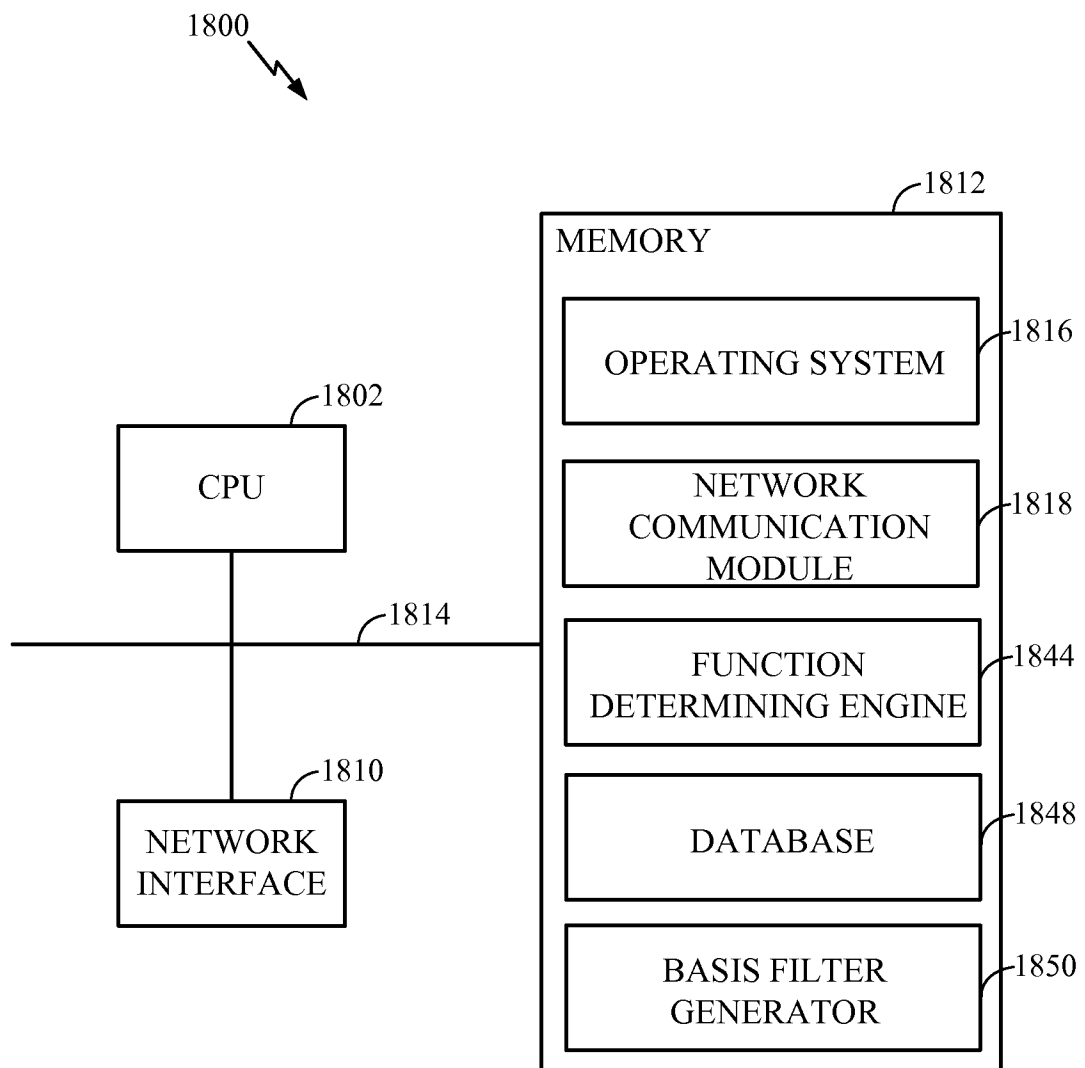 1800
1812
MEMORY
OPERATING SYSTEM
1816
1802
CPU
NETWORK
COMMUNICATION
MODULE
1818
1814
FUNCTION
DETERMINING ENGINE
1844
1810
NETWORK
INTERFACE
DATABASE
1848
BASIS FILTER
GENERATOR
1850